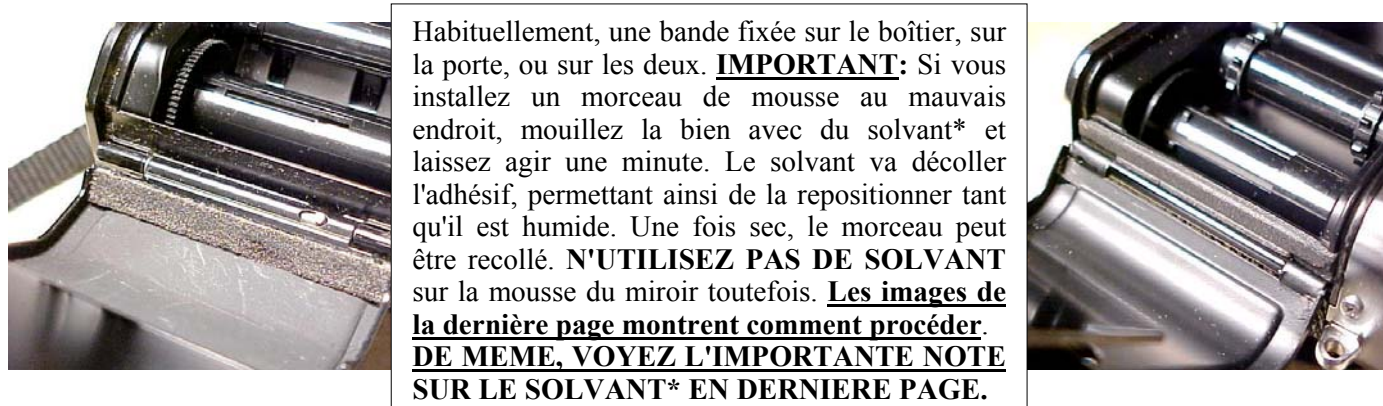 Habituellement, une bande fixée sur le boîtier, sur
la porte, ou sur les deux. IMPORTANT: Si vous
installez un morceau de mousse au mauvais
endroit, mouillez la bien avec du solvant* et
laissez agir une minute. Le solvant va décoller
l'adhésif, permettant ainsi de la repositionner tant
qu'il est humide. Une fois sec, le morceau peut
être recollé. N'UTILISEZ PAS DE SOLVANT
sur la mousse du miroir toutefois. Les images de
la dernière page montrent comment procéder.
DE MEME, VOYEZ L'IMPORTANTE NOTE
SUR LE SOLVANT* EN DERNIERE PAGE.